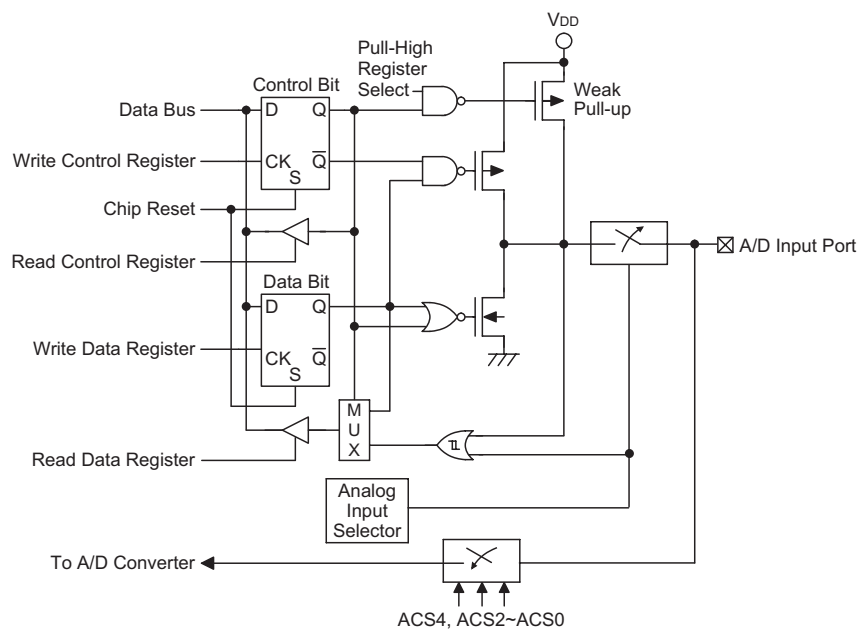 VDD
Pull-High
Register
Select
Control Bit
Weak
Pull-up
Data Bus
D
Q
Write Control Register
CK
Q
S
Chip Reset
Read Control Register
A/D Input Port
Data Bit
D
Q
Write Data Register
CK
Q
S
M
U
X
Read Data Register
Analog
Input
Selector
To A/D Converter
ACS4, ACS2~ACS0